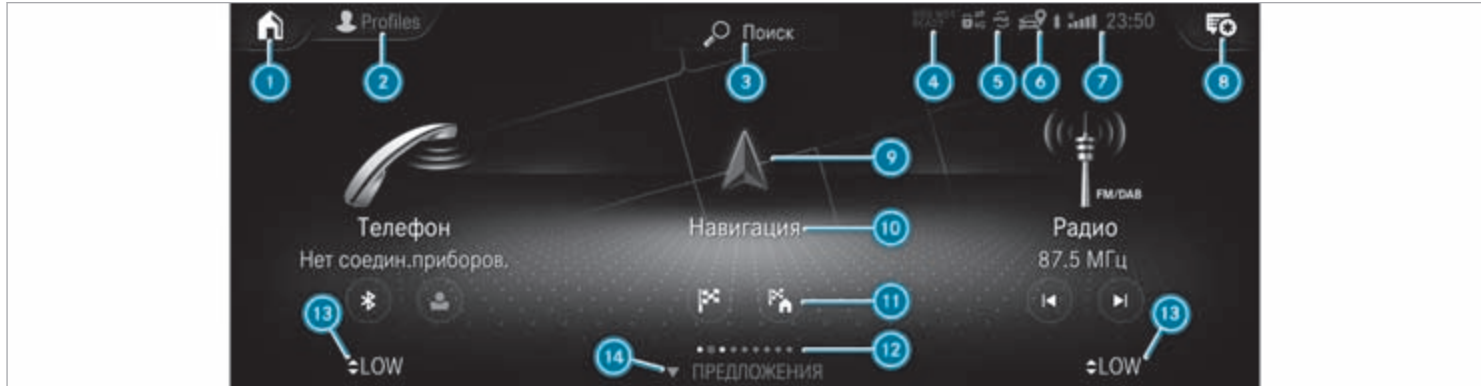 Profiles
Поиск
23:50
1
2
3
4
5
6
7
8
9
FM/DAB
Телефон
Навигация
10
Радио
Нет соедин.приборов.
87.5 МГц
11
13
13
12
14
LOW
ПРЕДЛОЖЕНИЯ
LOW